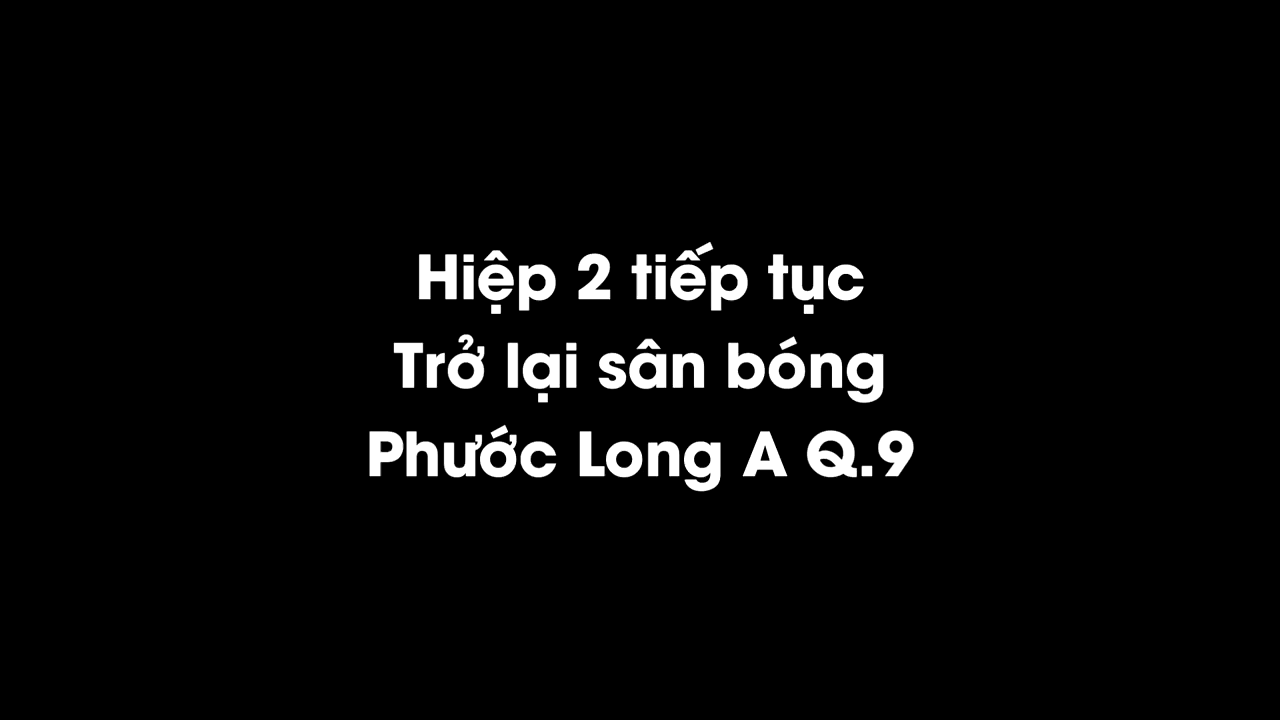 Hiệp 2 tiếp tục
Trở lại sân bóng
Phước Long A Q.9